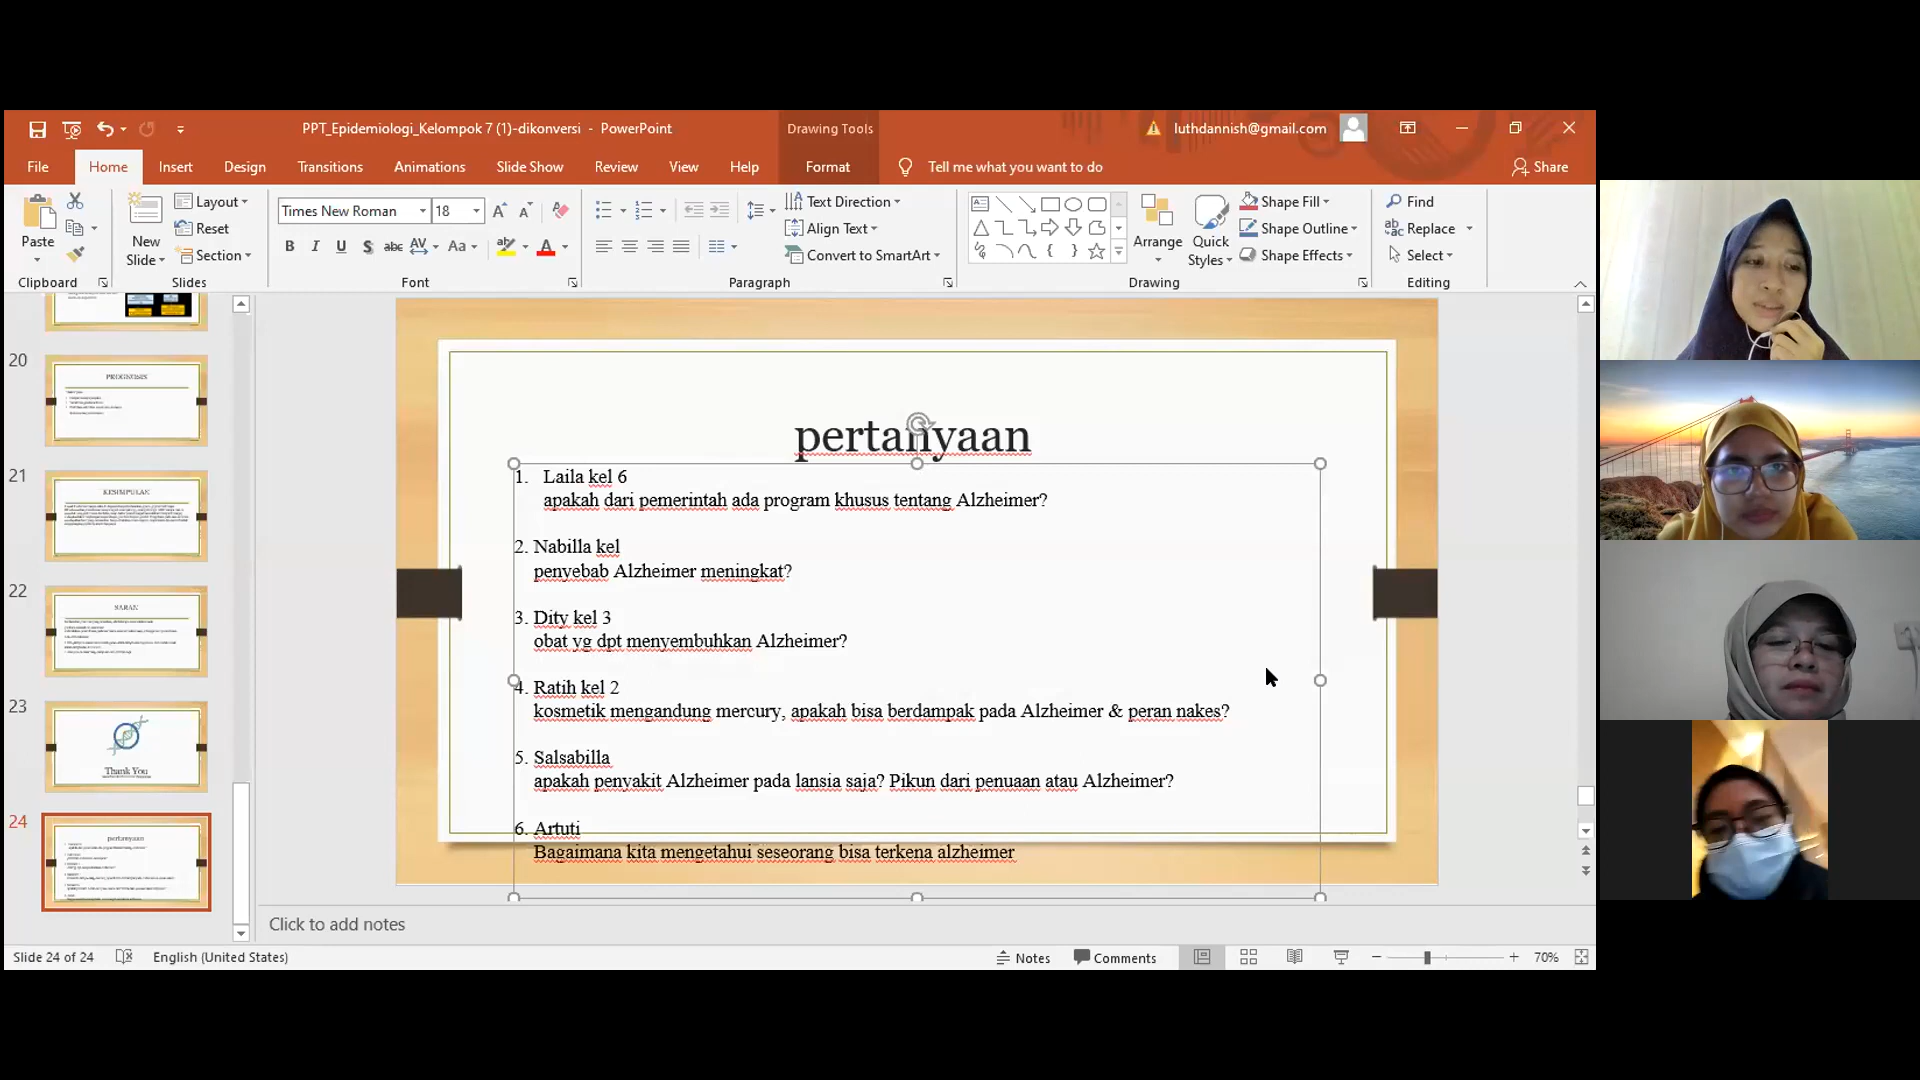 PPT_Epidemiologi_Kelompok 7 (1)-dikonversi - PowerPoint
Drawing Tools
luthdannish@gmail.com
File Home Insert Design Transitions Animations Slide Show Review View Help Format Tell me what you want to do Share
Paste
Clipboard
New Slide
Layout
Reset
Section
Slides
Times New Roman 18
B I U S abc AV Aa A
Font
Text Direction
Align Text
Convert to SmartArt
Paragraph
Arrange
Quick Styles
Shape Fill
Shape Outline
Shape Effects
Drawing
Find
Replace
Select
Editing
20
PROGNOSIS
21
KESIMPULAN
22
SARAN
23
Thank You
24
pertanyaan
pertanyaan
1. Laila kel 6
apakah dari pemerintah ada program khusus tentang Alzheimer?
2. Nabilla kel
penyebab Alzheimer meningkat?
3. Dity kel 3
obat yg dpt menyembuhkan Alzheimer?
4. Ratih kel 2
kosmetik mengandung mercury, apakah bisa berdampak pada Alzheimer & peran nakes?
5. Salsabilla
apakah penyakit Alzheimer pada lansia saja? Pikun dari penuaan atau Alzheimer?
6. Artuti
Bagaimana kita mengetahui seseorang bisa terkena alzheimer
Click to add notes
Slide 24 of 24 English (United States) Notes Comments 70%